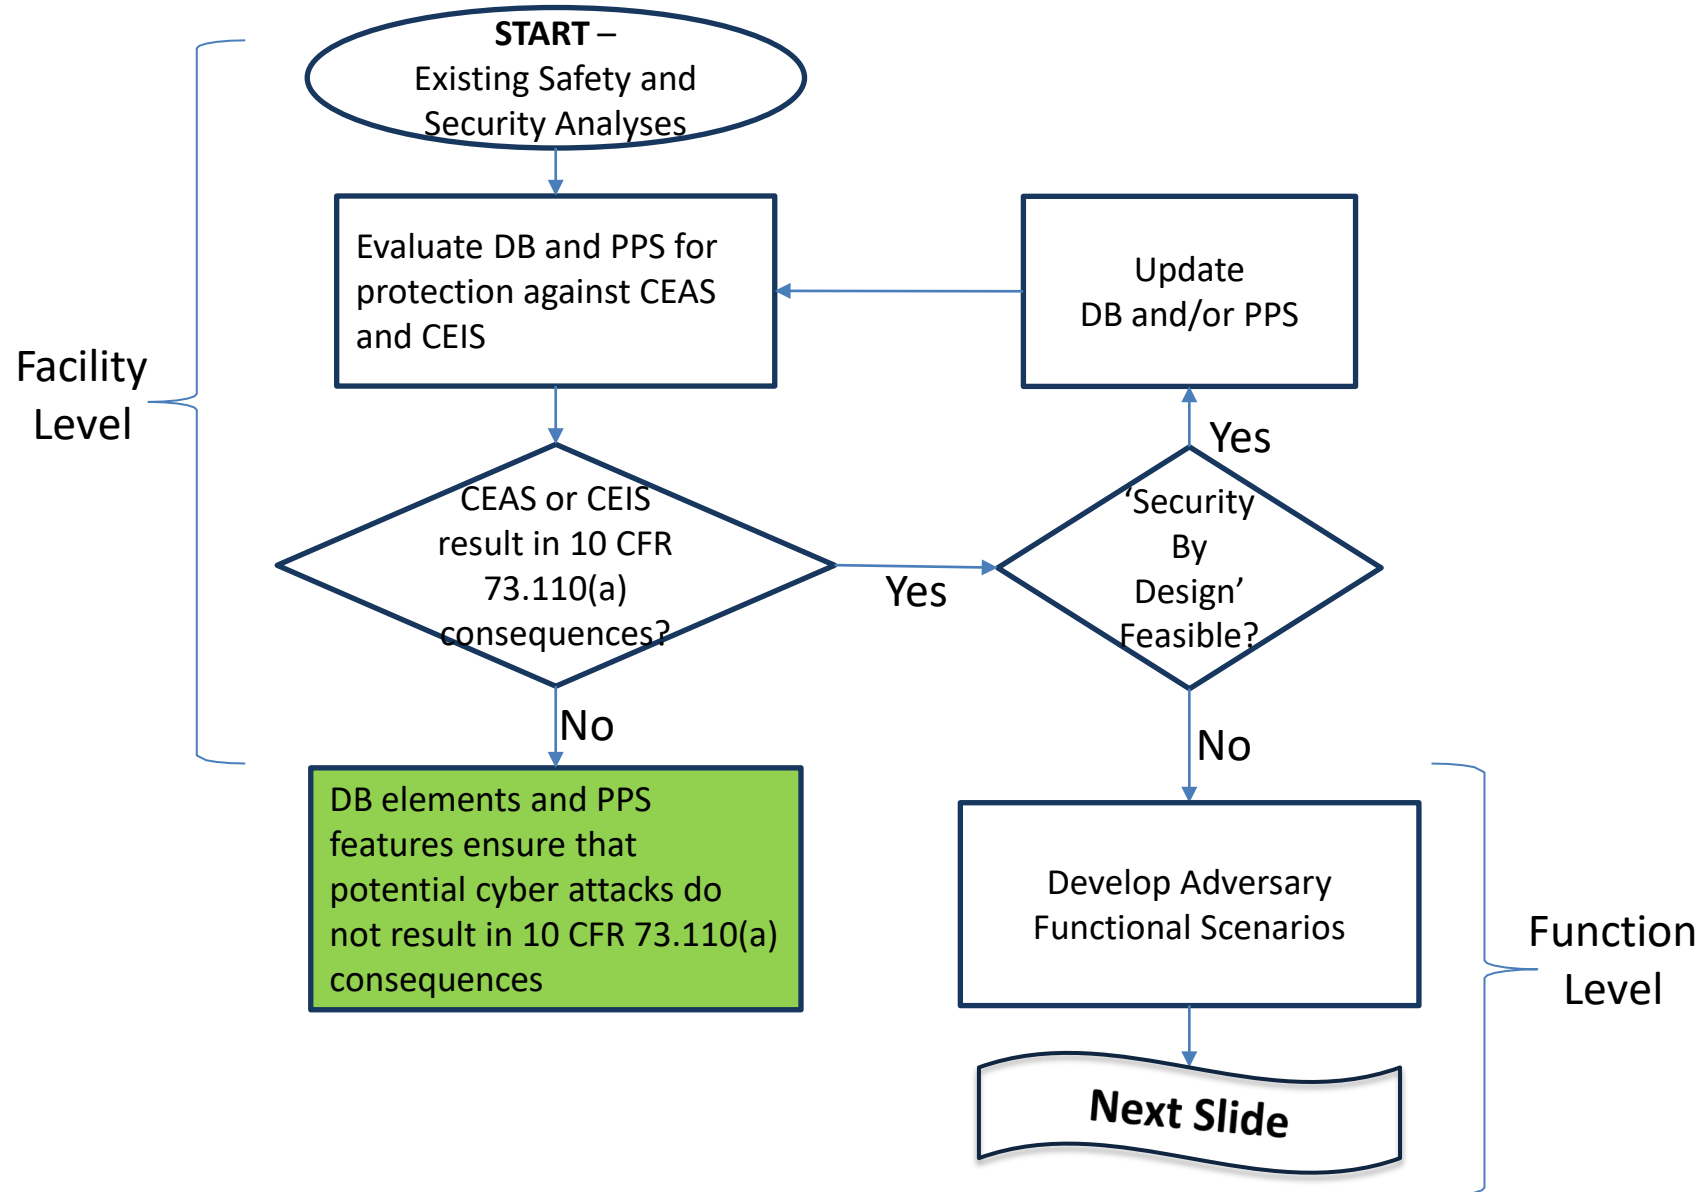 START –
Existing Safety and
Security Analyses
Evaluate DB and PPS for
protection against CEAS
and CEIS
Update
DB and/or PPS
Facility
Level
CEAS or CEIS
result in 10 CFR
73.110(a)
consequences?
Yes
‘Security
By
Design’
Feasible?
Yes
No
No
DB elements and PPS
features ensure that
potential cyber attacks do
not result in 10 CFR 73.110(a)
consequences
Develop Adversary
Functional Scenarios
Function
Level
Next Slide